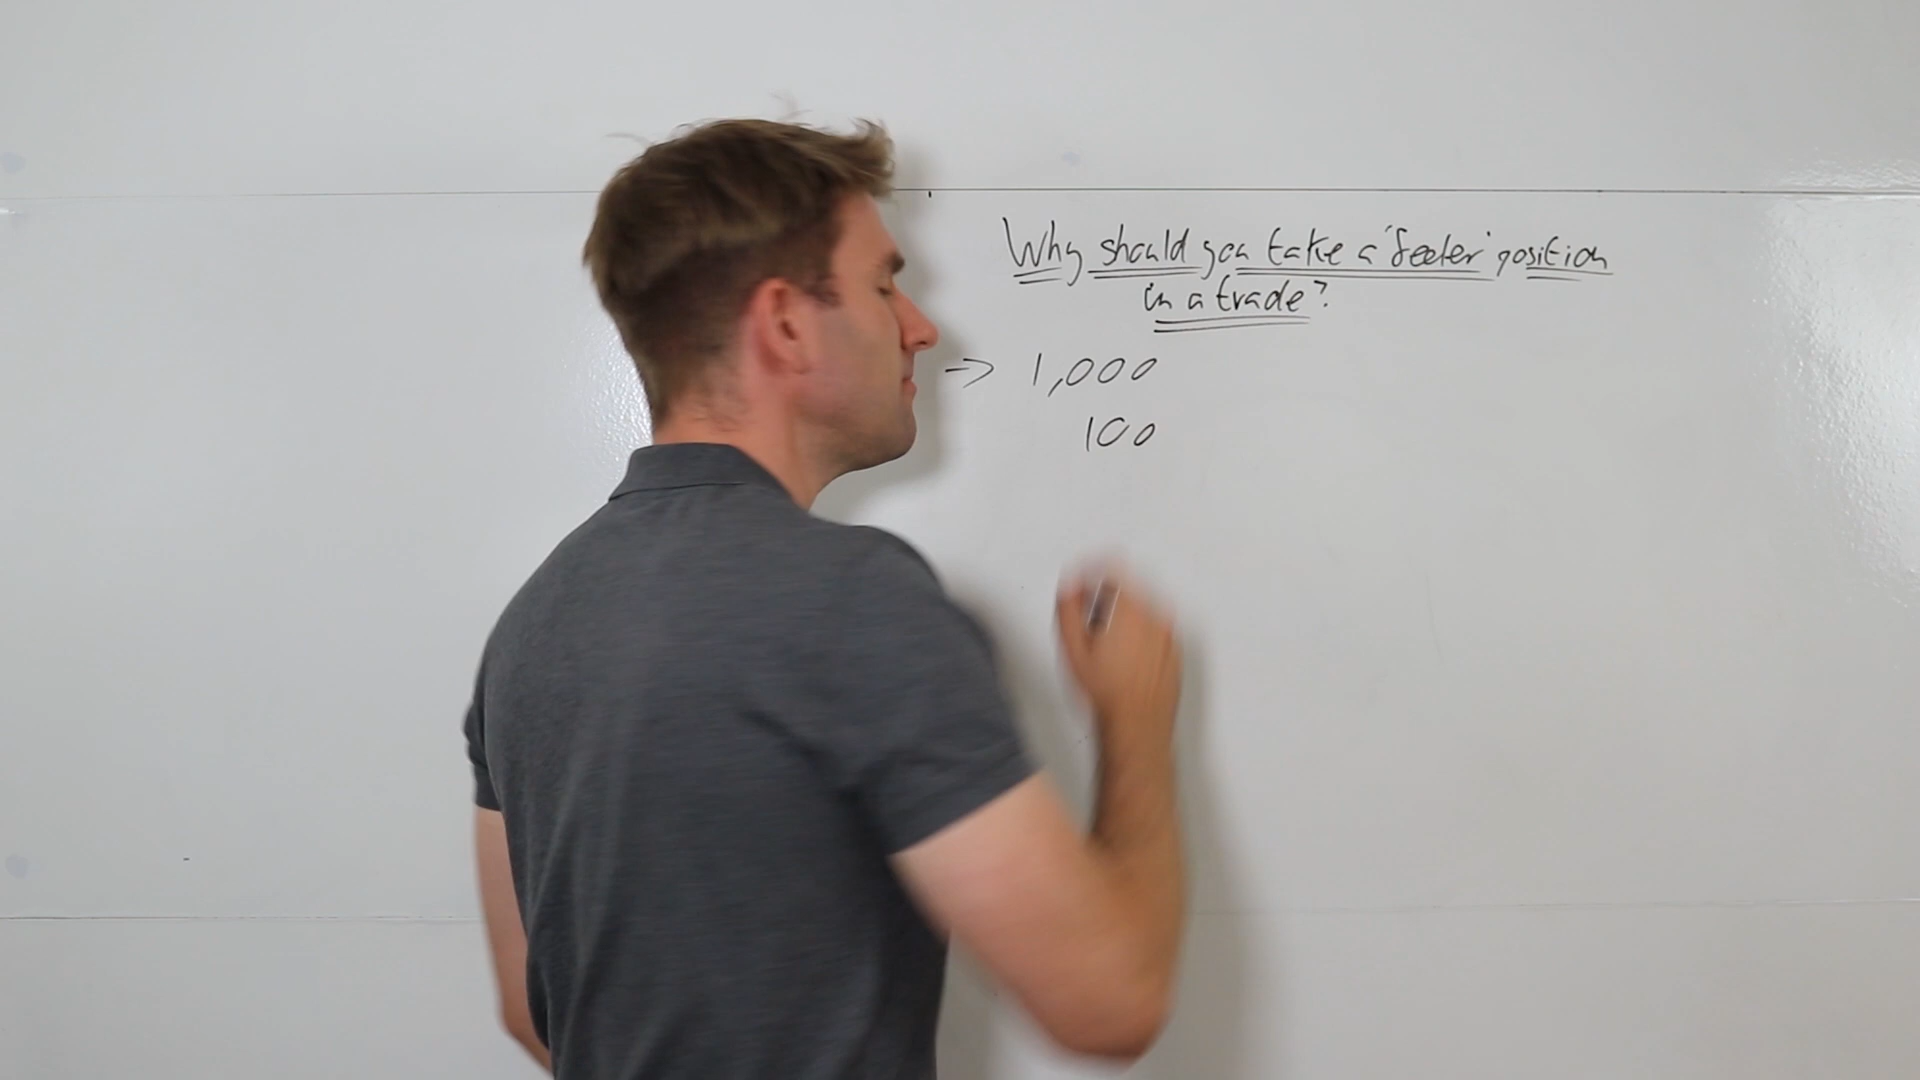 Why should you take a 'feeler' position
in a trade?
→ 1,000
100